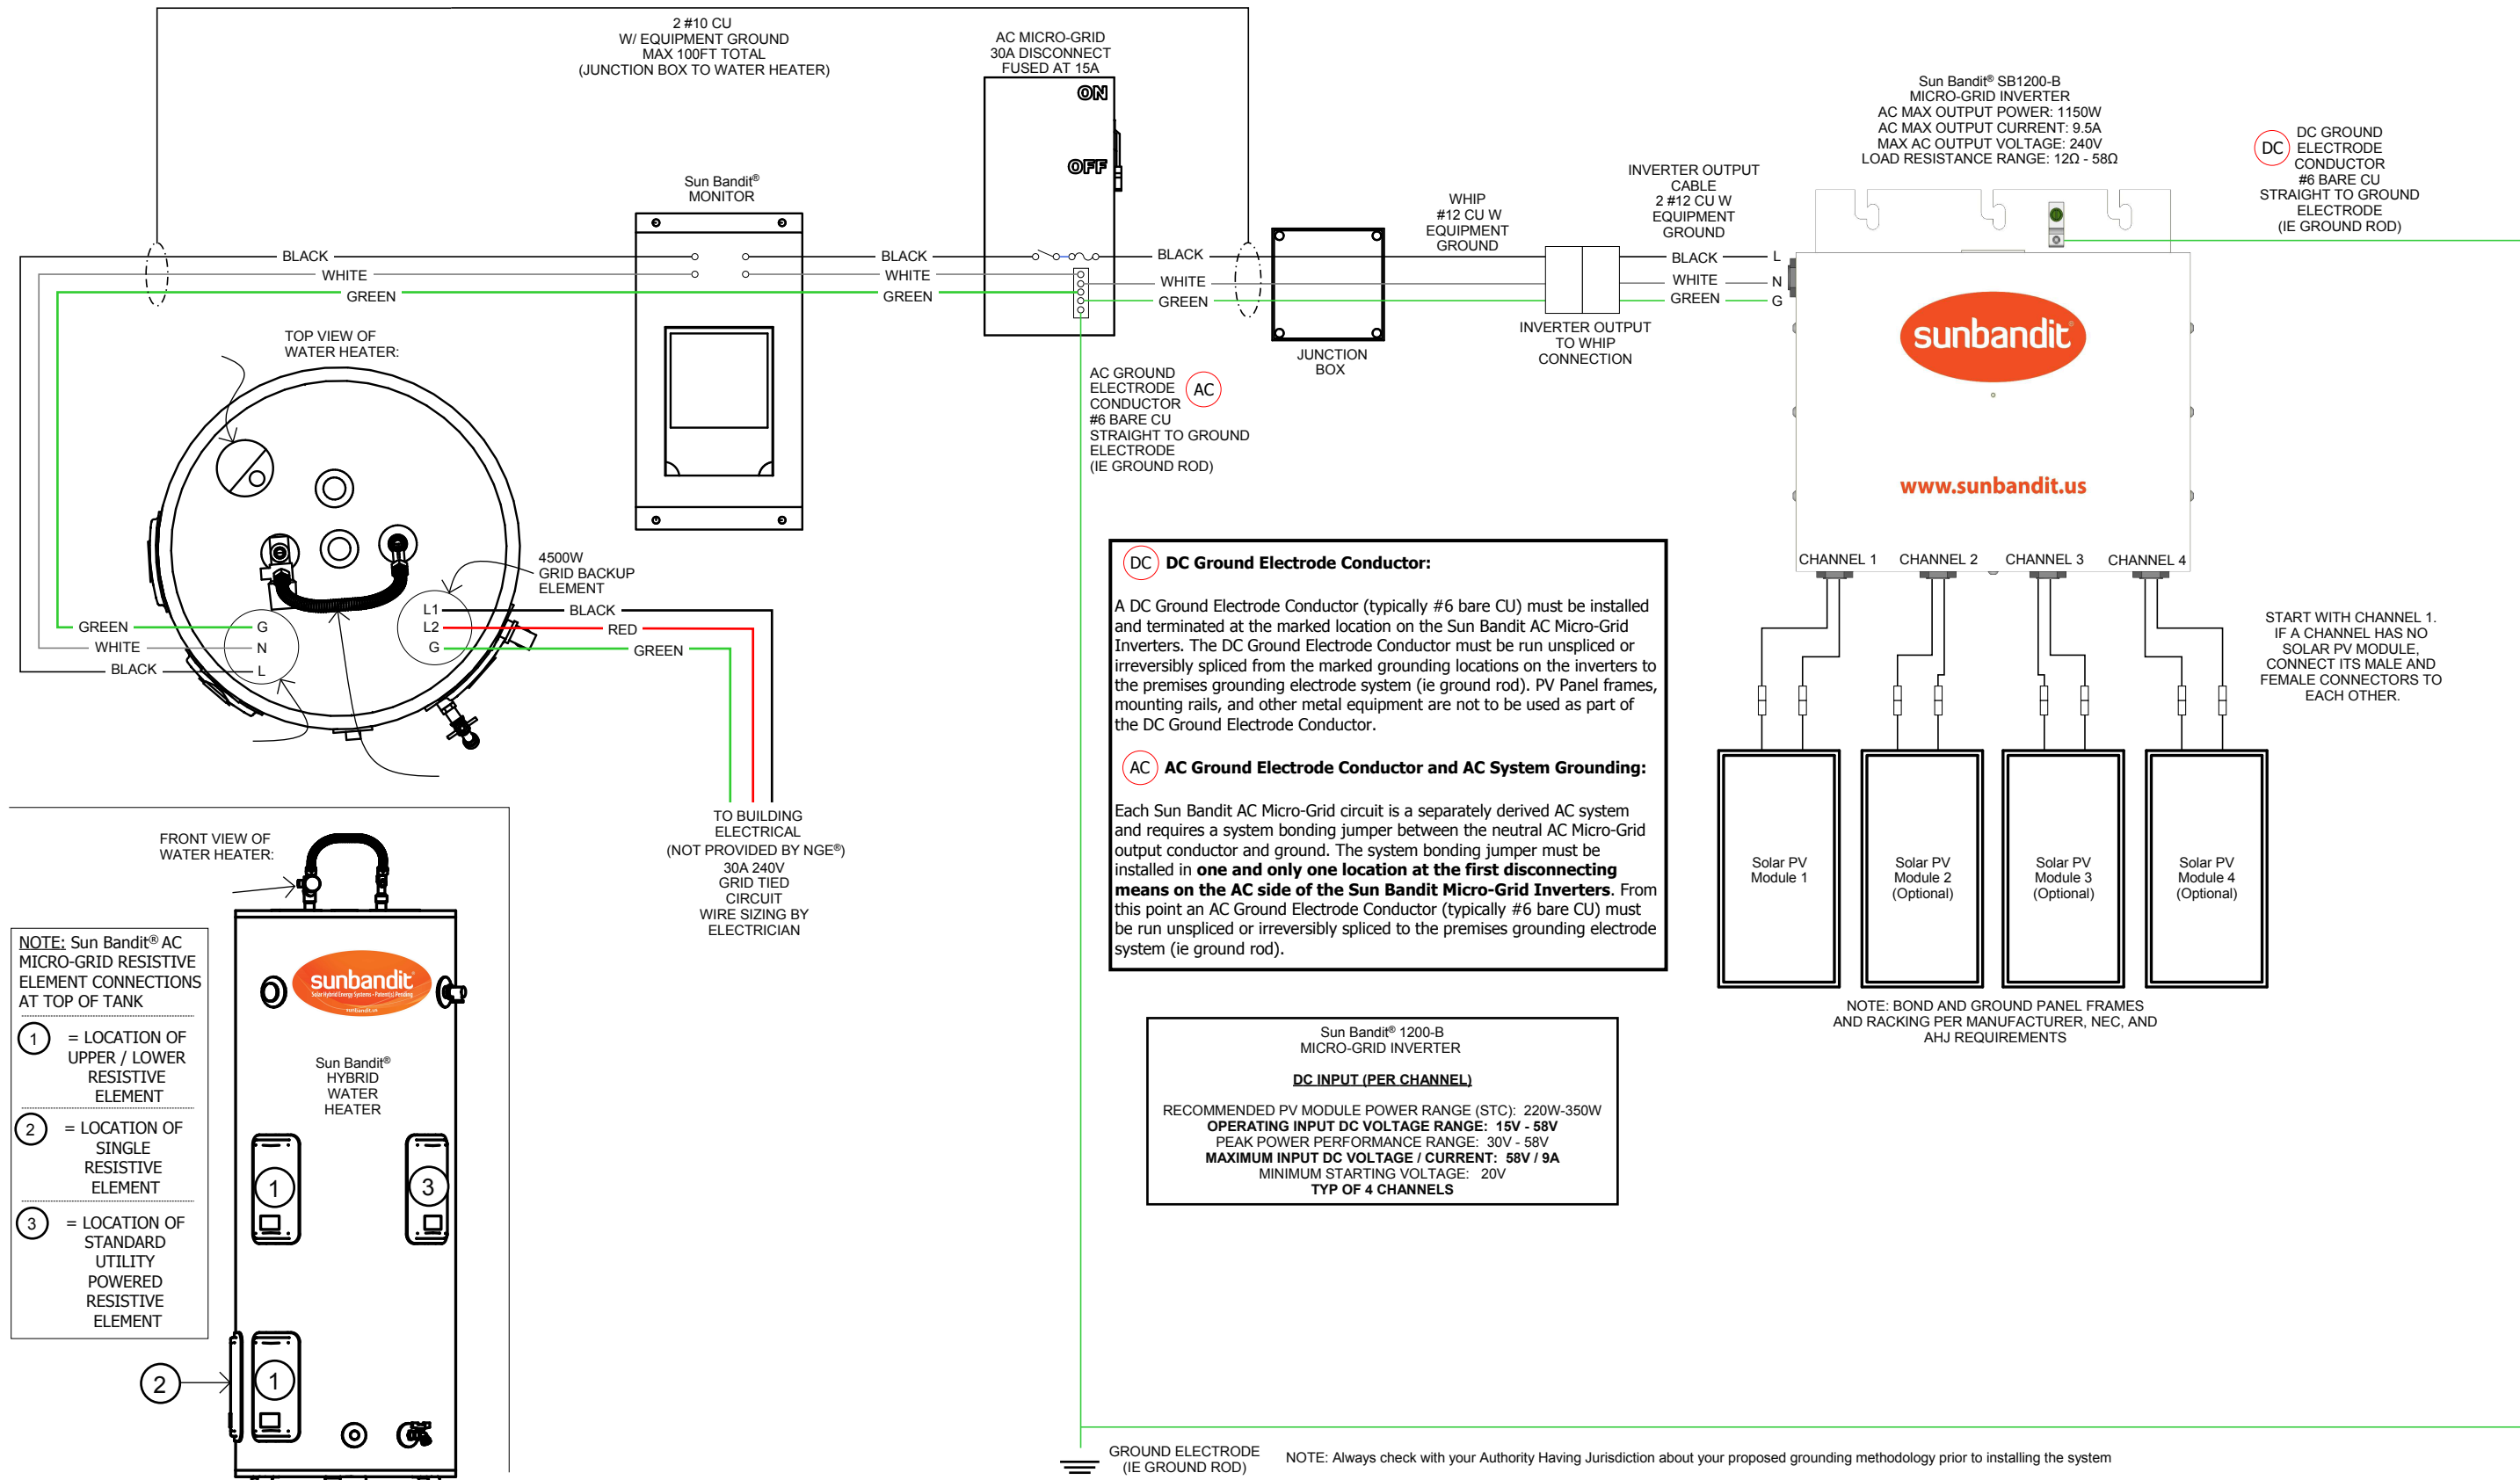 2 #10 CU
W/ EQUIPMENT GROUND
MAX 100FT TOTAL
(JUNCTION BOX TO WATER HEATER)
AC MICRO-GRID
30A DISCONNECT
FUSED AT 15A
ON
OFF
Sun Bandit® SB1200-B
MICRO-GRID INVERTER
AC MAX OUTPUT POWER: 1150W
AC MAX OUTPUT CURRENT: 9.5A
MAX AC OUTPUT VOLTAGE: 240V
LOAD RESISTANCE RANGE: 12Ω - 58Ω
DC
DC GROUND
ELECTRODE
CONDUCTOR
#6 BARE CU
STRAIGHT TO GROUND
ELECTRODE
(IE GROUND ROD)
Sun Bandit®
MONITOR
WHIP
#12 CU W
EQUIPMENT
GROUND
INVERTER OUTPUT
CABLE
2 #12 CU W
EQUIPMENT
GROUND
BLACK
WHITE
GREEN
BLACK
WHITE
GREEN
BLACK
WHITE
GREEN
BLACK
WHITE
GREEN
L
N
G
JUNCTION
BOX
INVERTER OUTPUT
TO WHIP
CONNECTION
sunbandit®
www.sunbandit.us
CHANNEL 1
CHANNEL 2
CHANNEL 3
CHANNEL 4
TOP VIEW OF
WATER HEATER:
AC GROUND
ELECTRODE
CONDUCTOR
#6 BARE CU
STRAIGHT TO GROUND
ELECTRODE
(IE GROUND ROD)
AC
4500W
GRID BACKUP
ELEMENT
L1
L2
G
BLACK
RED
GREEN
GREEN
WHITE
BLACK
G
N
L
TO BUILDING
ELECTRICAL
(NOT PROVIDED BY NGE®)
30A 240V
GRID TIED
CIRCUIT
WIRE SIZING BY
ELECTRICIAN
DC DC Ground Electrode Conductor:
A DC Ground Electrode Conductor (typically #6 bare CU) must be installed
and terminated at the marked location on the Sun Bandit AC Micro-Grid
Inverters. The DC Ground Electrode Conductor must be run unspliced or
irreversibly spliced from the marked grounding locations on the inverters to
the premises grounding electrode system (ie ground rod). PV Panel frames,
mounting rails, and other metal equipment are not to be used as part of
the DC Ground Electrode Conductor.
AC AC Ground Electrode Conductor and AC System Grounding:
Each Sun Bandit AC Micro-Grid circuit is a separately derived AC system
and requires a system bonding jumper between the neutral AC Micro-Grid
output conductor and ground. The system bonding jumper must be
installed in one and only one location at the first disconnecting
means on the AC side of the Sun Bandit Micro-Grid Inverters. From
this point an AC Ground Electrode Conductor (typically #6 bare CU) must
be run unspliced or irreversibly spliced to the premises grounding electrode
system (ie ground rod).
START WITH CHANNEL 1.
IF A CHANNEL HAS NO
SOLAR PV MODULE,
CONNECT ITS MALE AND
FEMALE CONNECTORS TO
EACH OTHER.
Solar PV
Module 1
Solar PV
Module 2
(Optional)
Solar PV
Module 3
(Optional)
Solar PV
Module 4
(Optional)
NOTE: BOND AND GROUND PANEL FRAMES
AND RACKING PER MANUFACTURER, NEC, AND
AHJ REQUIREMENTS
Sun Bandit® 1200-B
MICRO-GRID INVERTER
DC INPUT (PER CHANNEL)
RECOMMENDED PV MODULE POWER RANGE (STC): 220W-350W
OPERATING INPUT DC VOLTAGE RANGE: 15V - 58V
PEAK POWER PERFORMANCE RANGE: 30V - 58V
MAXIMUM INPUT DC VOLTAGE / CURRENT: 58V / 9A
MINIMUM STARTING VOLTAGE: 20V
TYP OF 4 CHANNELS
FRONT VIEW OF
WATER HEATER:
NOTE: Sun Bandit® AC
MICRO-GRID RESISTIVE
ELEMENT CONNECTIONS
AT TOP OF TANK
1 = LOCATION OF
UPPER / LOWER
RESISTIVE
ELEMENT
2 = LOCATION OF
SINGLE
RESISTIVE
ELEMENT
3 = LOCATION OF
STANDARD
UTILITY
POWERED
RESISTIVE
ELEMENT
sunbandit®
Solar Hybrid Energy Systems - Patent(s) Pending
sunbandit.us
Sun Bandit®
HYBRID
WATER
HEATER
1
3
2
1
GROUND ELECTRODE
(IE GROUND ROD)
NOTE: Always check with your Authority Having Jurisdiction about your proposed grounding methodology prior to installing the system